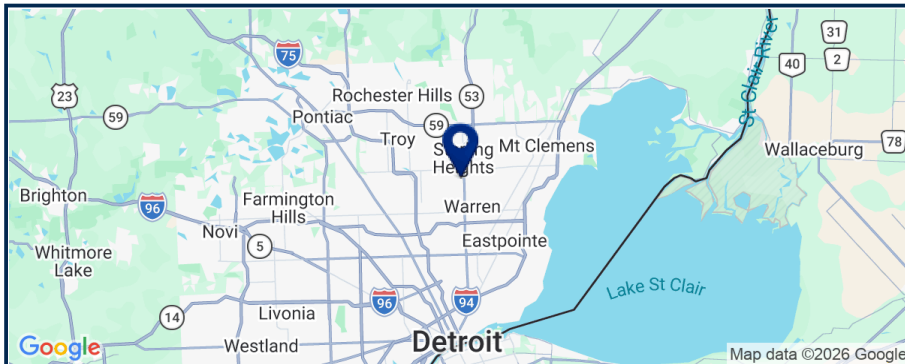 31
75
2
40
St Clair River
23
53
Rochester Hills
59
Pontiac
59
Troy
Mt Clemens
78
Wallaceburg
Heights
Brighton
96
Farmington
Hills
Warren
Novi
5
Eastpointe
Whitmore
Lake
Lake St Clair
96
94
14
Livonia
Detroit
Westland
Google
Map data ©2026 Google